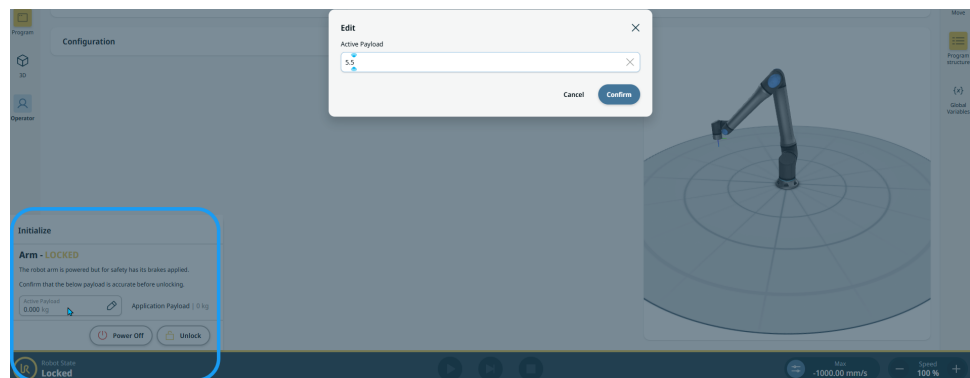 Program
3D
Operator
Configuration
Edit
Active Payload
5.5
Cancel
Confirm
Move
Program structure
{x}
Global
Variables
Initialize
Arm - LOCKED
The robot arm is powered but for safety has its brakes applied.
Confirm that the below payload is accurate before unlocking.
Active Payload
0.000 kg
Application Payload | 0 kg
Power Off
Unlock
Robot State
Locked
Max
-1000.00 mm/s
Speed
100 %